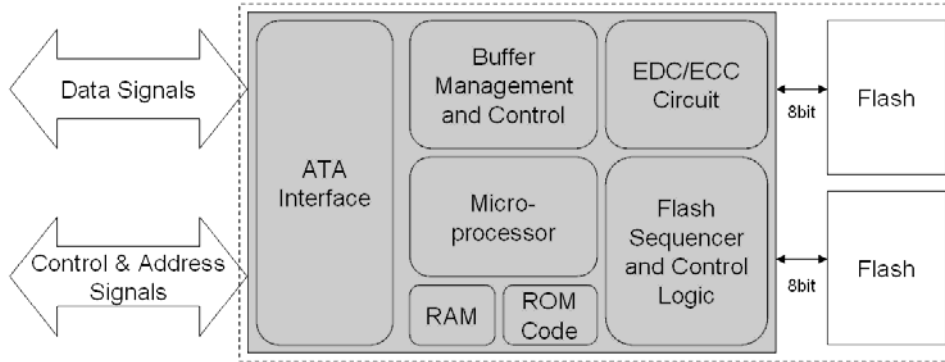 Data Signals
Control & Address
Signals
ATA
Interface
Buffer
Management
and Control
Micro-
processor
RAM
ROM
Code
EDC/ECC
Circuit
Flash
Sequencer
and Control
Logic
8bit
8bit
Flash
Flash